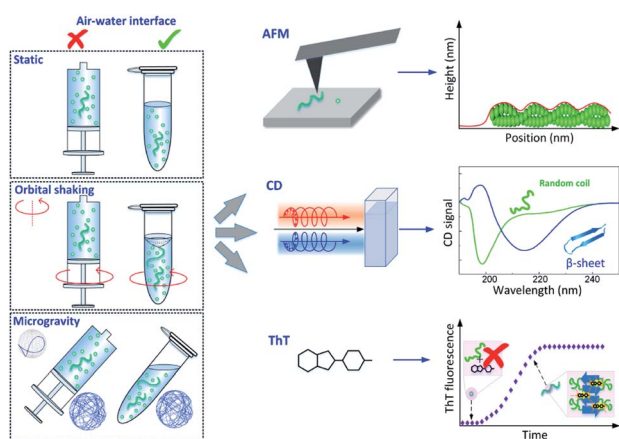 Air-water interface
Static
Orbital shaking
Microgravity
AFM
Height (nm)
Position (nm)
CD
CD signal
Random coil
β-sheet
190 200 220 240
Wavelength (nm)
ThT
ThT fluorescence
+
Time